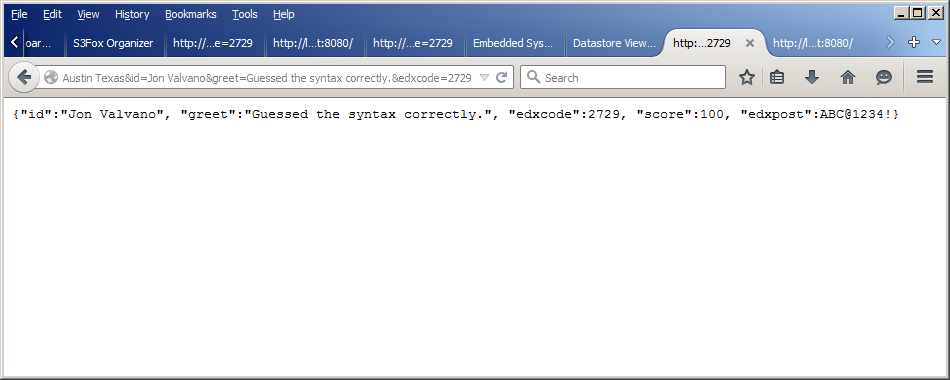 File Edit View History Bookmarks Tools Help
oar... S3Fox Organizer http://...e=2729 http://l...t:8080/ http://...e=2729 Embedded Sys... Datastore View... http:...2729 http://l...t:8080/
Austin Texas&id=Jon Valvano&greet=Guessed the syntax correctly.&edxcode=2729 Search
{"id":"Jon Valvano", "greet":"Guessed the syntax correctly.", "edxcode":2729, "score":100, "edxpost":ABC@1234!}